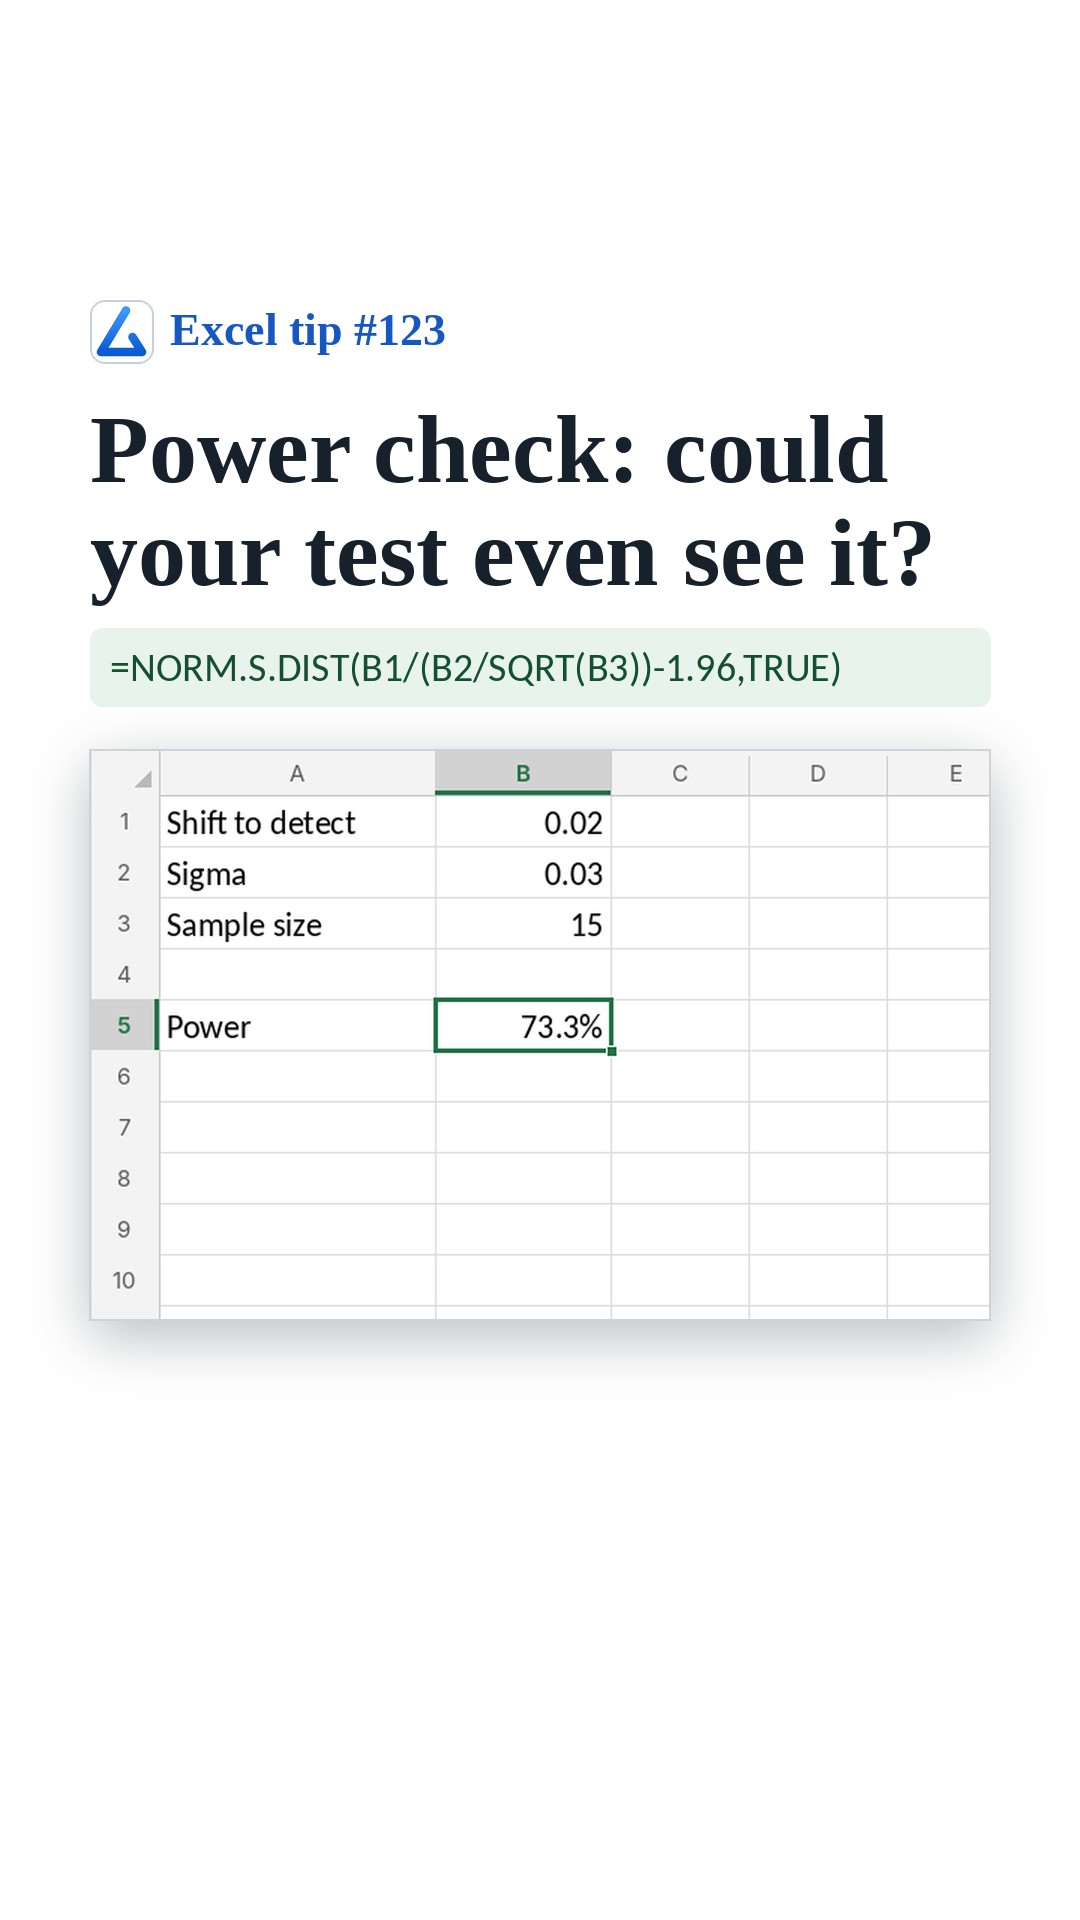 Excel tip #123
Power check: could
your test even see it?
=NORM.S.DIST(B1/(B2/SQRT(B3))-1.96,TRUE)
A B C D E
1 Shift to detect 0.02
2 Sigma 0.03
3 Sample size 15
4
5 Power 73.3%
6
7
8
9
10